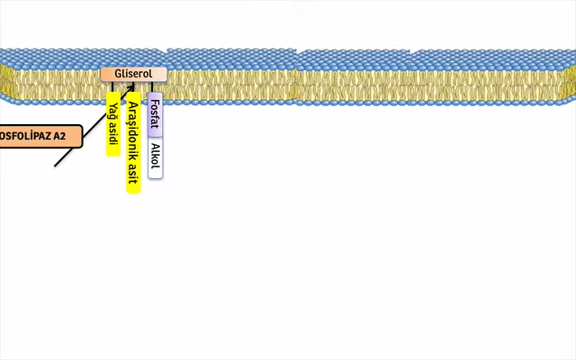 Gliserol
Yağ asidi
Araşidonik asit
Fosfat
Alkol
OSFOLİPAZ A2